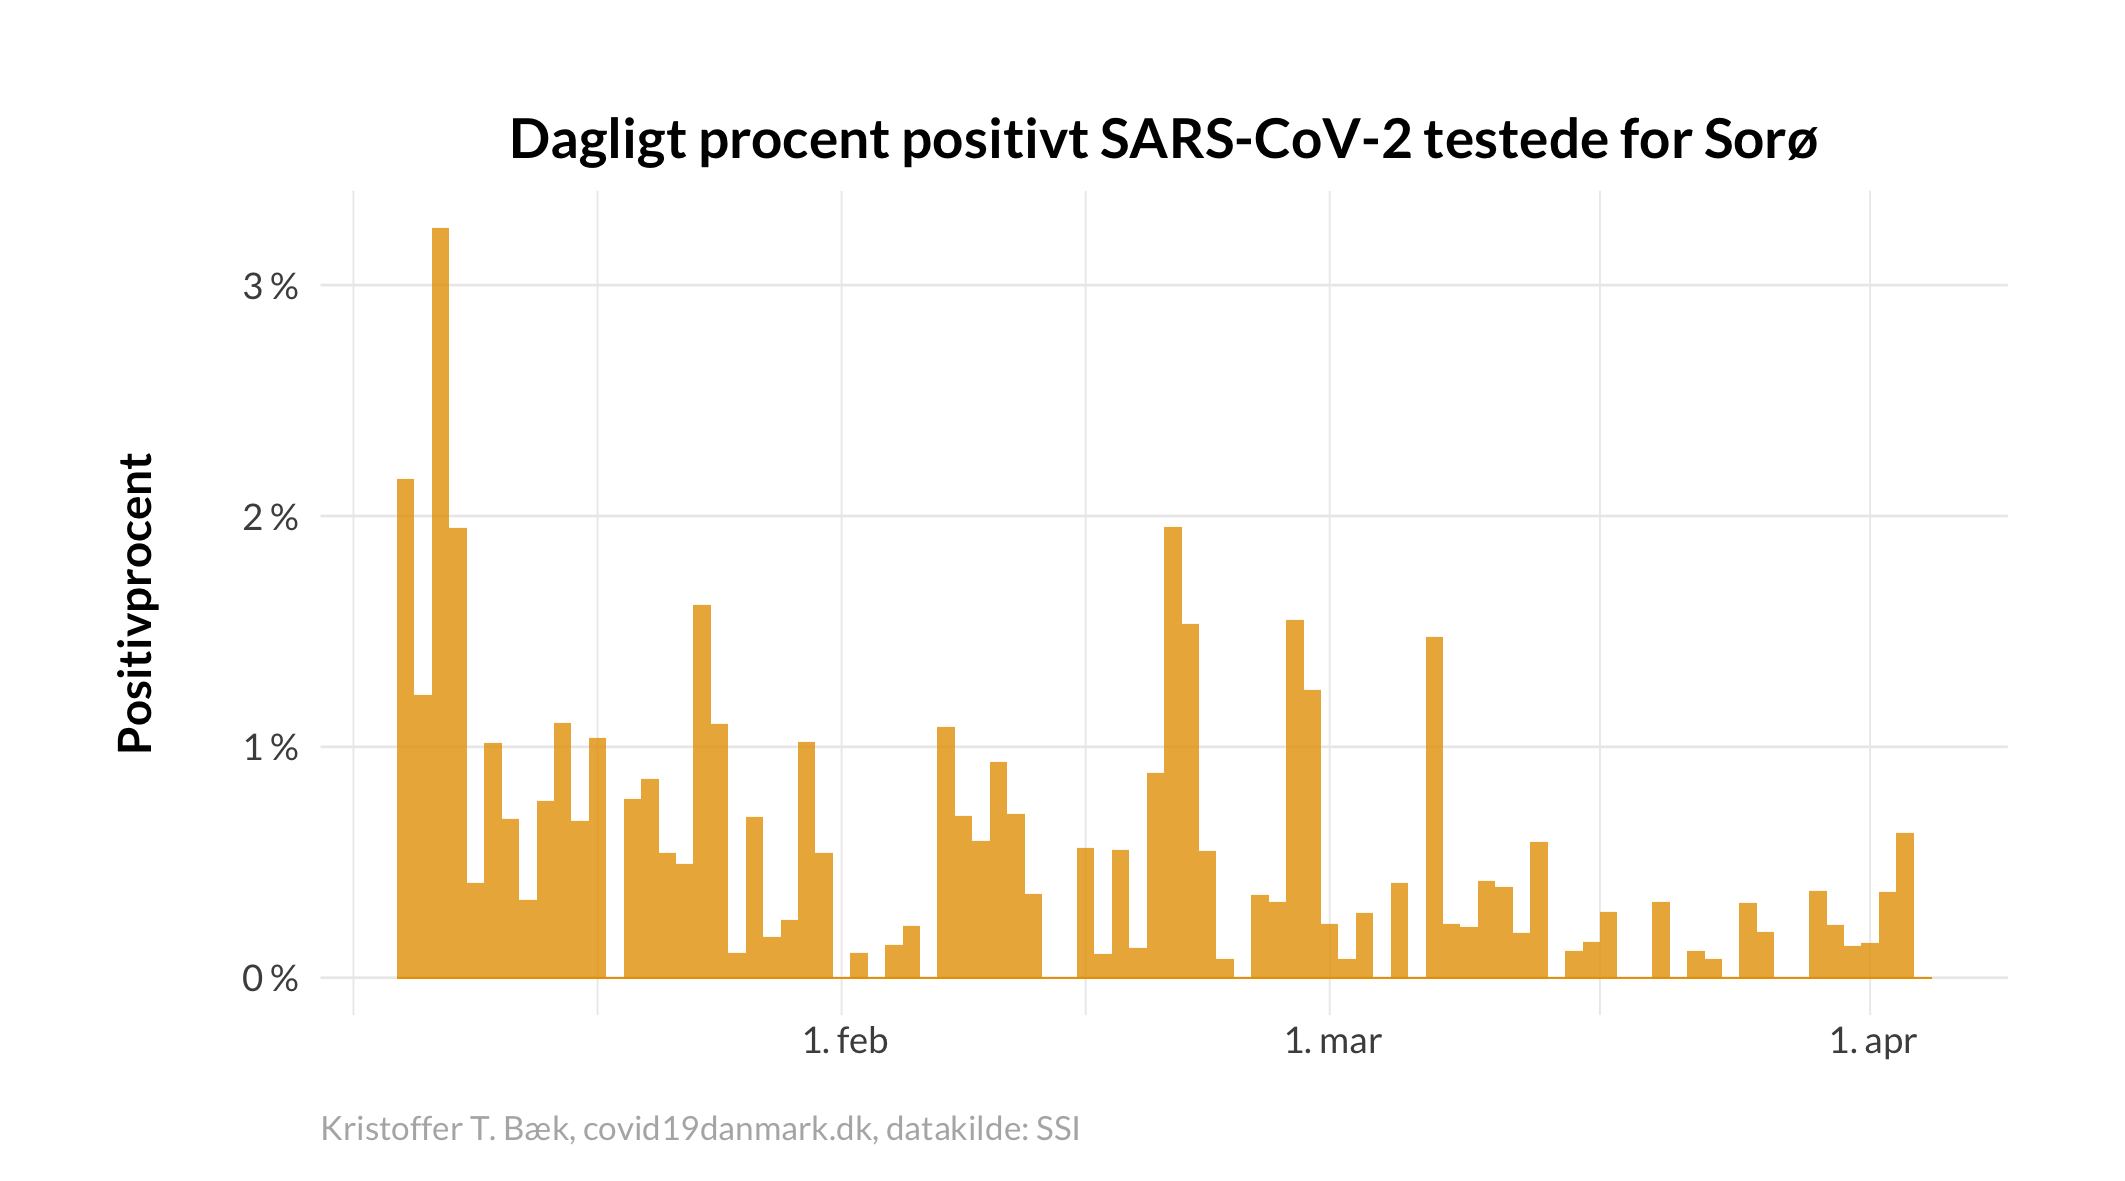 Dagligt procent positivt SARS-CoV-2 testede for Sorø
Positivprocent
3 %
2 %
1 %
0 %
1. feb
1. mar
1. apr
Kristoffer T. Bæk, covid19danmark.dk, datakilde: SSI